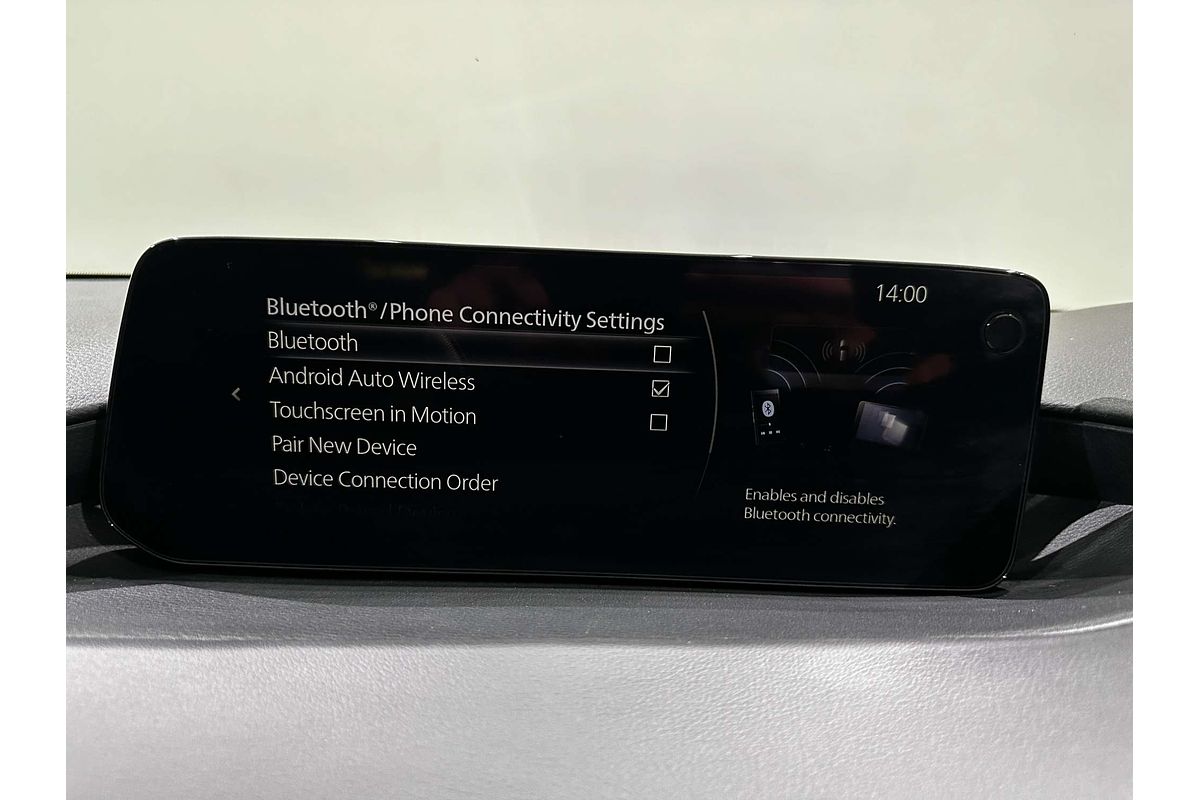 14:00
Bluetooth®/Phone Connectivity Settings
Bluetooth
Android Auto Wireless
Touchscreen in Motion
Pair New Device
Device Connection Order
Enables and disables
Bluetooth connectivity.